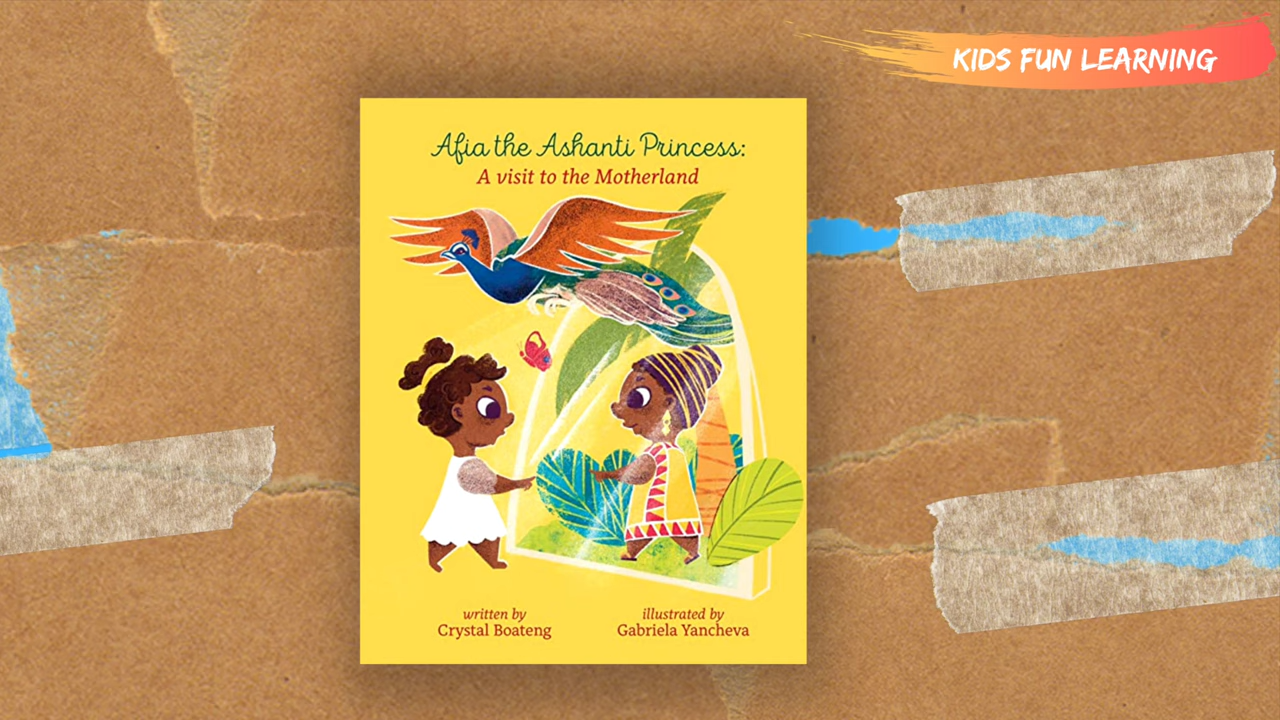 KIDS FUN LEARNING
Afia the Ashanti Princess:
A visit to the Motherland
written by
Crystal Boateng
illustrated by
Gabriela Yancheva